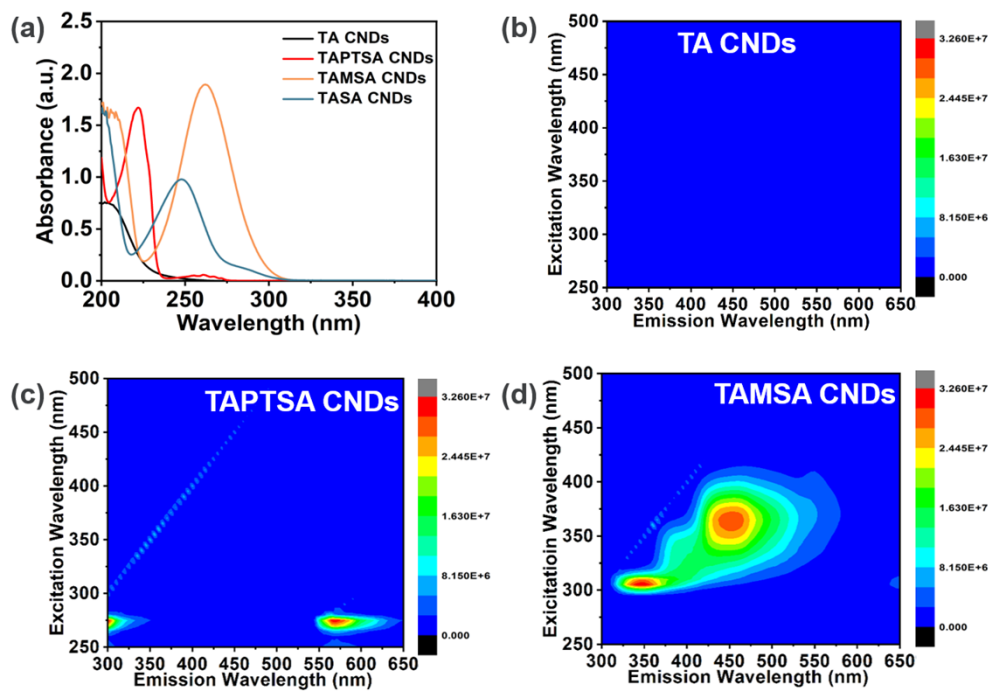 (a)
2.5
2.0
1.5
1.0
0.5
0.0
Absorbance (a.u.)
TA CNDs
TAPTSA CNDs
TAMSA CNDs
TASA CNDs
200 250 300 350 400
Wavelength (nm)
(b)
500
450
400
350
300
250
Excitation Wavelength (nm)
TA CNDs
300 350 400 450 500 550 600 650
Emission Wavelength (nm)
3.260E+7
2.445E+7
1.630E+7
8.150E+6
0.000
(c)
500
450
400
350
300
250
Excitation Wavelength (nm)
TAPTSA CNDs
300 350 400 450 500 550 600 650
Emission Wavelength (nm)
3.260E+7
2.445E+7
1.630E+7
8.150E+6
0.000
(d)
500
450
400
350
300
250
Exicitatioin Wavelength (nm)
TAMSA CNDs
300 350 400 450 500 550 600 650
Emission Wavelength (nm)
3.260E+7
2.445E+7
1.630E+7
8.150E+6
0.000